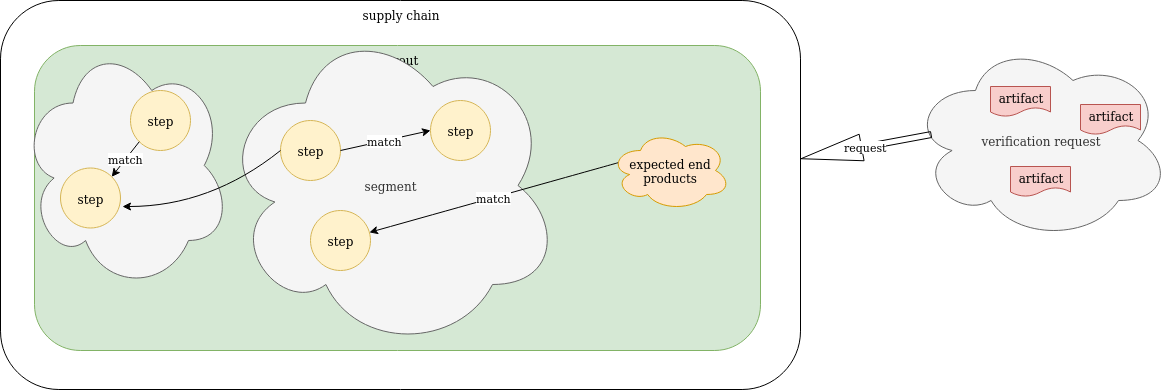 supply chain
out
step
step
match
step
step
match
step
segment
step
match
expected end
products
request
artifact
artifact
verification request
artifact